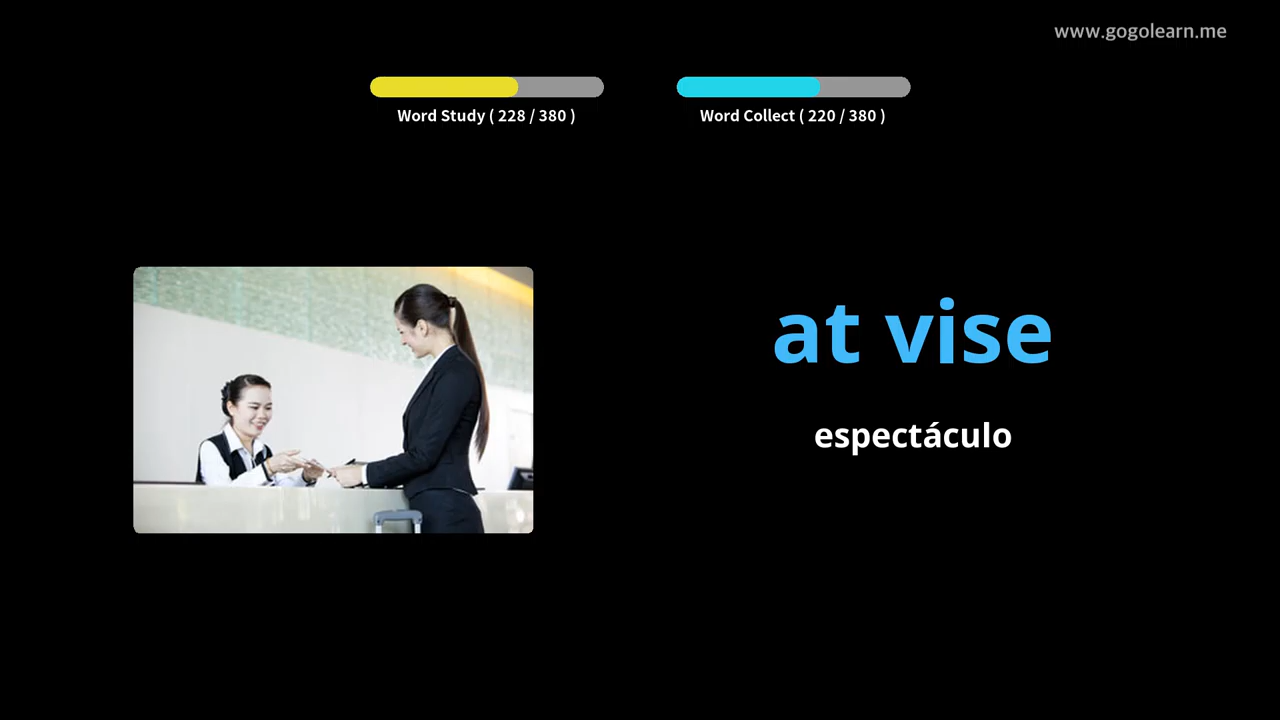 www.gogolearn.me
Word Study ( 228 / 380 )
Word Collect ( 220 / 380 )
at vise
espectáculo